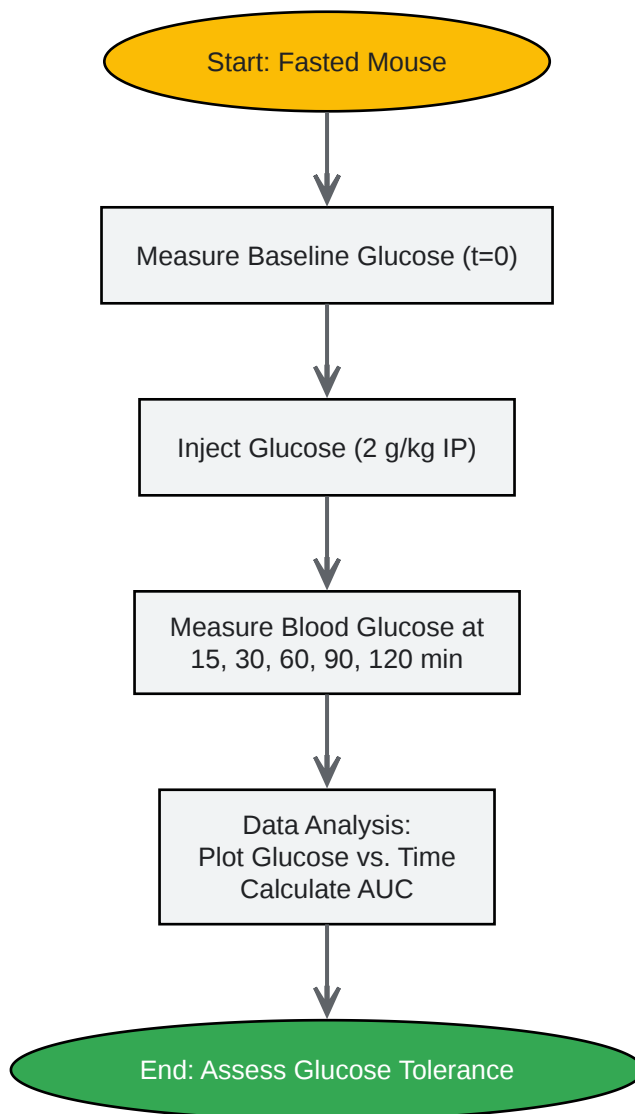 Start: Fasted Mouse
Measure Baseline Glucose (t=0)
Inject Glucose (2 g/kg IP)
Measure Blood Glucose at
15, 30, 60, 90, 120 min
Data Analysis:
Plot Glucose vs. Time
Calculate AUC
End: Assess Glucose Tolerance